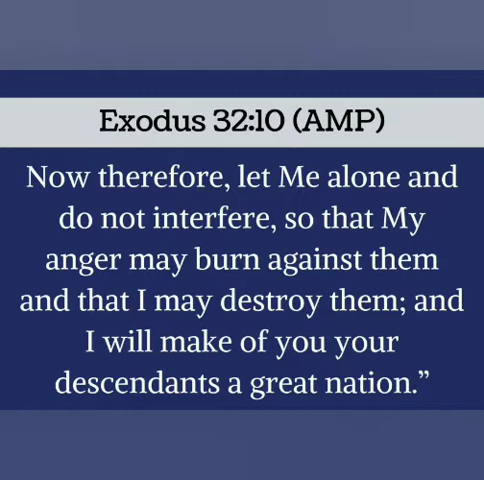 Exodus 32:10 (AMP)
Now therefore, let Me alone and
do not interfere, so that My
anger may burn against them
and that I may destroy them; and
I will make of you your
descendants a great nation.”